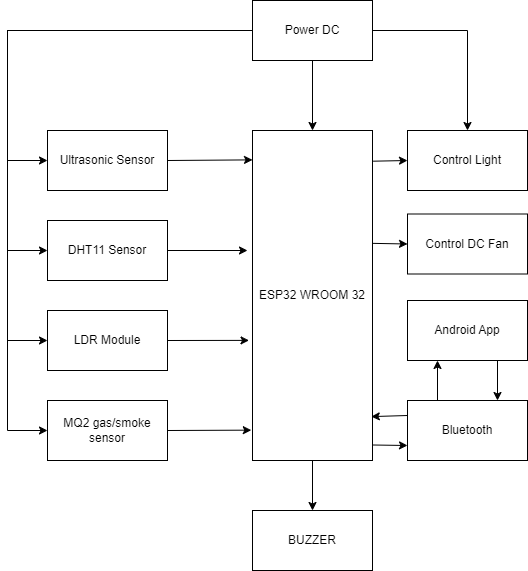 Power DC
Ultrasonic Sensor
Control Light
DHT11 Sensor
Control DC Fan
ESP32 WROOM 32
LDR Module
Android App
MQ2 gas/smoke
sensor
Bluetooth
BUZZER